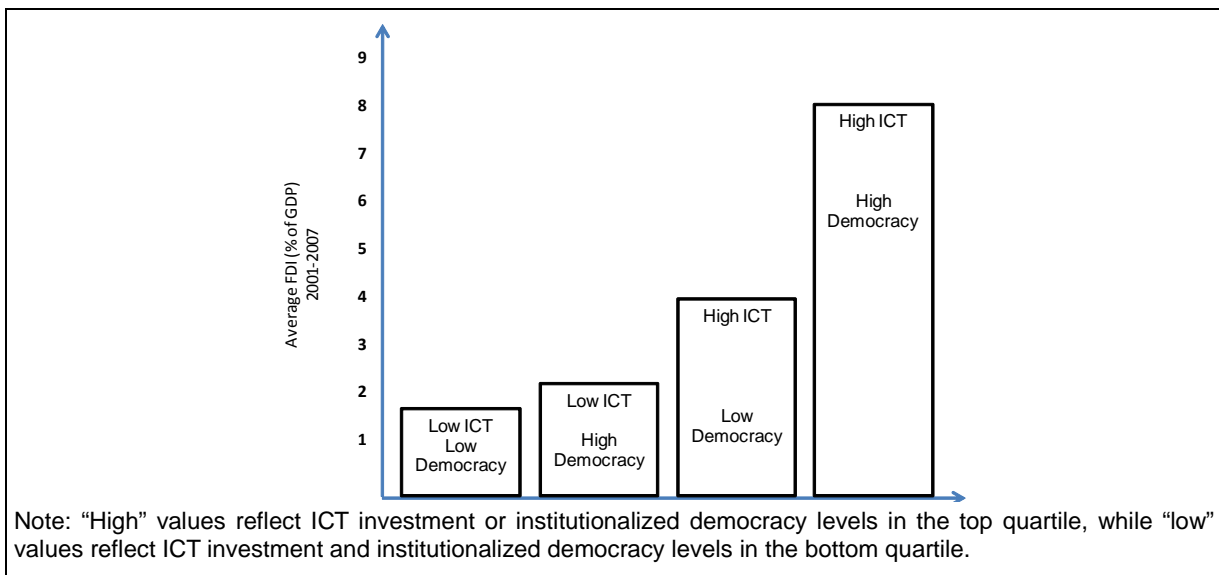 9
8
7
6
5
4
3
2
1
Average FDI (% of GDP)
2001-2007
Low ICT
Low
Democracy
Low ICT
High
Democracy
High ICT
Low
Democracy
High ICT
High
Democracy
Note: “High” values reflect ICT investment or institutionalized democracy levels in the top quartile, while “low”
values reflect ICT investment and institutionalized democracy levels in the bottom quartile.